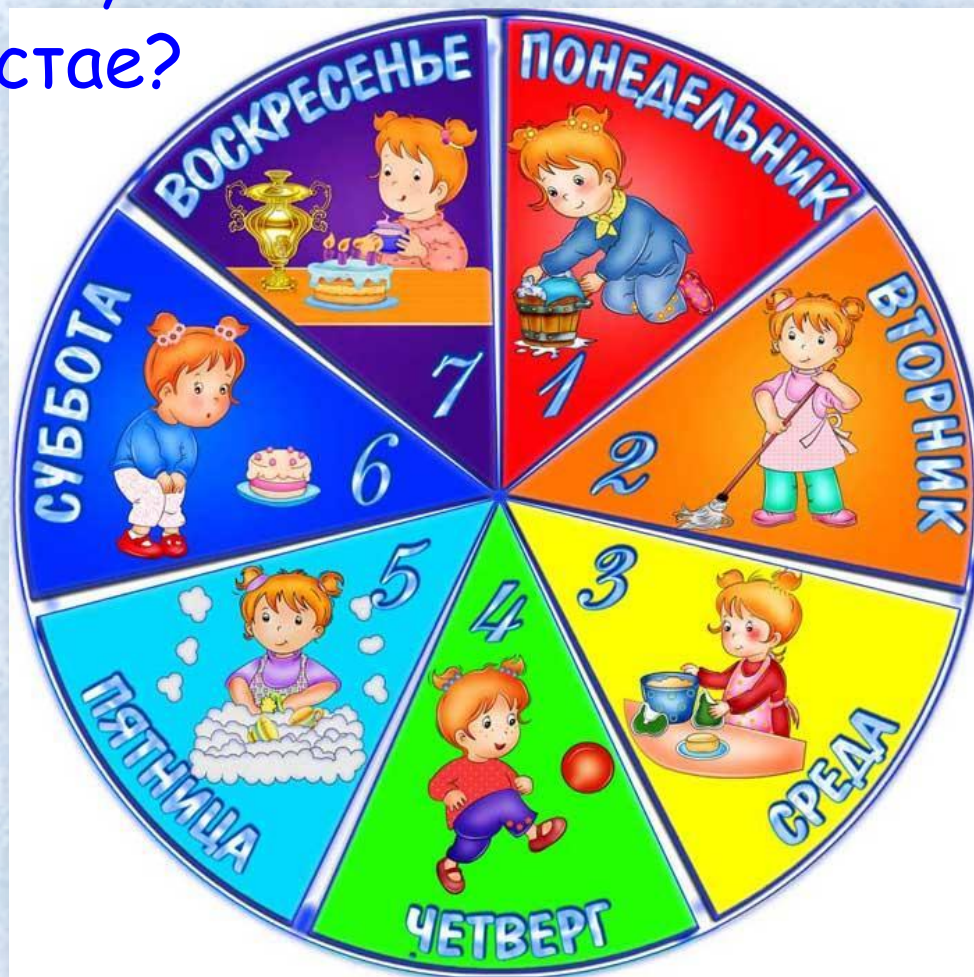 стае?
ПОНЕДЕЛЬНИК
1
ВТОРНИК
2
СРЕДА
3
ЧЕТВЕРГ
4
ПЯТНИЦА
5
СУББОТА
6
ВОСКРЕСЕНЬЕ
7